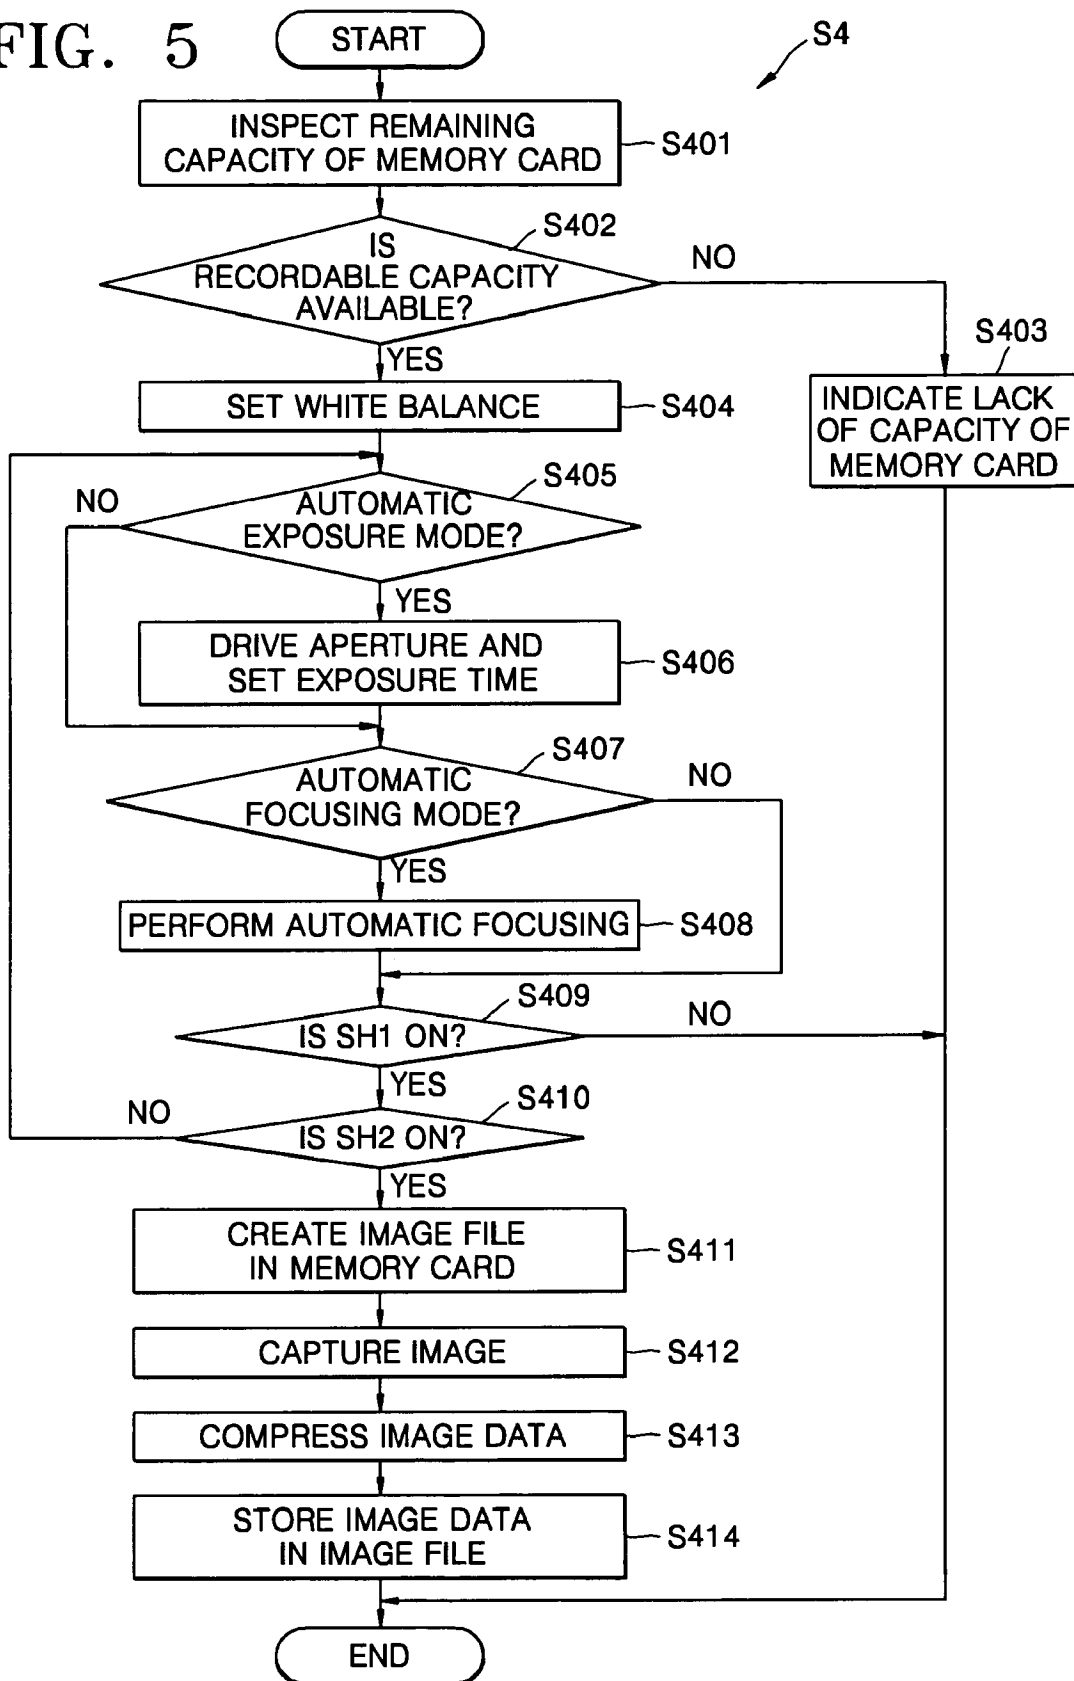 FIG. 5
START
S4
INSPECT REMAINING
CAPACITY OF MEMORY CARD
S401
S402
IS
RECORDABLE CAPACITY
AVAILABLE?
NO
YES
S403
INDICATE LACK
OF CAPACITY OF
MEMORY CARD
SET WHITE BALANCE
S404
S405
NO
AUTOMATIC
EXPOSURE MODE?
YES
DRIVE APERTURE AND
SET EXPOSURE TIME
S406
S407
AUTOMATIC
FOCUSING MODE?
NO
YES
PERFORM AUTOMATIC FOCUSING
S408
S409
IS SH1 ON?
NO
YES
S410
NO
IS SH2 ON?
YES
CREATE IMAGE FILE
IN MEMORY CARD
S411
CAPTURE IMAGE
S412
COMPRESS IMAGE DATA
S413
STORE IMAGE DATA
IN IMAGE FILE
S414
END